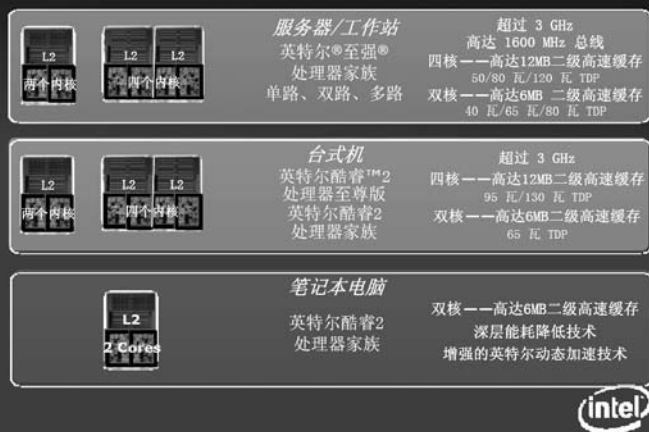 L2
两个内核
L2 L2
四个内核
服务器/工作站
英特尔®至强®
处理器家族
单路、双路、多路
超过 3 GHz
高达 1600 MHz 总线
四核——高达12MB二级高速缓存
50/80 瓦/120 瓦 TDP
双核——高达6MB 二级高速缓存
40 瓦/65 瓦/80 瓦 TDP
L2
两个内核
L2 L2
四个内核
台式机
英特尔酷睿™2
处理器至尊版
英特尔酷睿2
处理器家族
超过 3 GHz
四核——高达12MB二级高速缓存
95 瓦/130 瓦 TDP
双核——高达6MB二级高速缓存
65 瓦 TDP
L2
2 Cores
笔记本电脑
英特尔酷睿2
处理器家族
双核——高达6MB二级高速缓存
深层能耗降低技术
增强的英特尔动态加速技术
intel